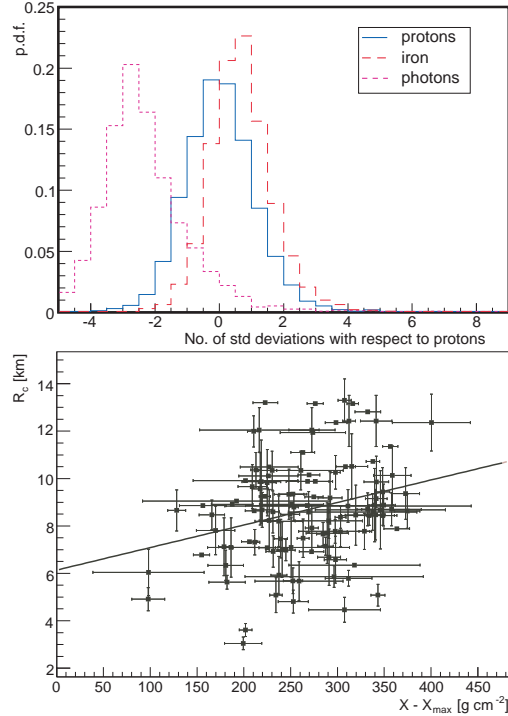 p.d.f.
0.25
0.2
0.15
0.1
0.05
0
protons
iron
photons
-4 -2 0 2 4 6 8
No. of std deviations with respect to protons
R_c [km]
14
12
10
8
6
4
2
0 50 100 150 200 250 300 350 400 450
X - X_max [g cm^-2]